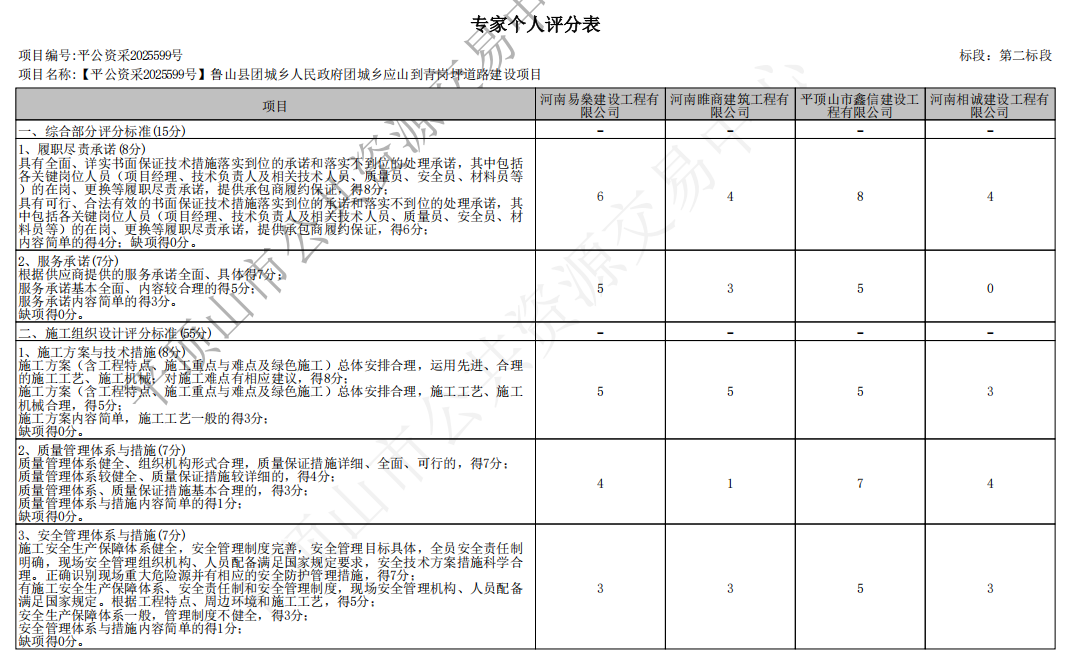 专家个人评分表
项目编号:平公资采2025599号
标段：第二标段
项目名称:【平公资采2025599号】鲁山县团城乡人民政府团城乡应山到青岗坪道路建设项目
项目
河南易燊建设工程有限公司
河南睢商建筑工程有限公司
平顶山市鑫信建设工程有限公司
河南相诚建设工程有限公司
一、综合部分评分标准(15分)
- - - -
1、履职尽责承诺(8分)
具有全面、详实书面保证技术措施落实到位的承诺和落实不到位的处理承诺，其中包括
各关键岗位人员（项目经理、技术负责人及相关技术人员、质量员、安全员、材料员等
）的在岗、更换等履职尽责承诺，提供承包商履约保证，得8分；
具有可行、合法有效的书面保证技术措施落实到位的承诺和落实不到位的处理承诺，其
中包括各关键岗位人员（项目经理、技术负责人及相关技术人员、质量员、安全员、材
料员等）的在岗、更换等履职尽责承诺，提供承包商履约保证，得6分；
内容简单的得4分；缺项得0分。
6 4 8 4
2、服务承诺(7分)
根据供应商提供的服务承诺全面、具体得7分；
服务承诺基本全面、内容较合理的得5分；
服务承诺内容简单的得3分。
缺项得0分。
5 3 5 0
二、施工组织设计评分标准(55分)
- - - -
1、施工方案与技术措施(8分)
施工方案（含工程特点、施工重点与难点及绿色施工）总体安排合理，运用先进、合理
的施工工艺、施工机械；对施工难点有相应建议，得8分；
施工方案（含工程特点、施工重点与难点及绿色施工）总体安排合理，施工工艺、施工
机械合理，得5分；
施工方案内容简单，施工工艺一般的得3分；
缺项得0分。
5 5 5 3
2、质量管理体系与措施(7分)
质量管理体系健全、组织机构形式合理，质量保证措施详细、全面、可行的，得7分；
质量管理体系较健全、质量保证措施较详细的，得4分；
质量管理体系、质量保证措施基本合理的，得3分；
质量管理体系与措施内容简单的得1分；
缺项得0分。
4 1 7 4
3、安全管理体系与措施(7分)
施工安全生产保障体系健全，安全管理制度完善，安全管理目标具体，全员安全责任制
明确，现场安全管理组织机构、人员配备满足国家规定要求，安全技术方案措施科学合
理。正确识别现场重大危险源并有相应的安全防护管理措施，得7分；
有施工安全生产保障体系、安全责任制和安全管理制度，现场安全管理机构、人员配备
满足国家规定。根据工程特点、周边环境和施工工艺，得5分；
安全生产保障体系一般，管理制度不健全，得3分；
安全管理体系与措施内容简单的得1分；
缺项得0分。
3 3 5 3
平顶山市公共资源交易中心
平顶山市公共资源交易中心